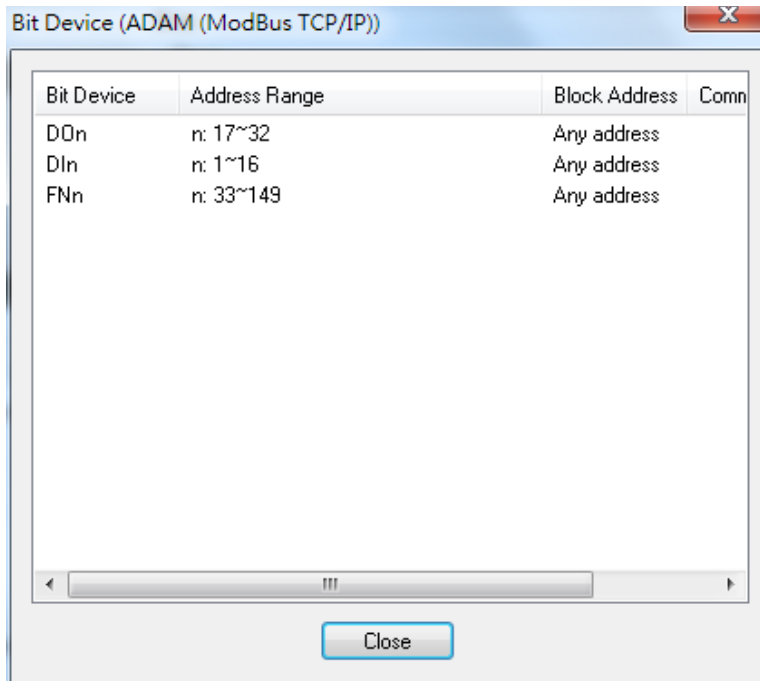 Bit Device (ADAM (ModBus TCP/IP))
Bit Device Address Range Block Address Comn
DOn n: 17~32 Any address
DIn n: 1~16 Any address
FNn n: 33~149 Any address
Close